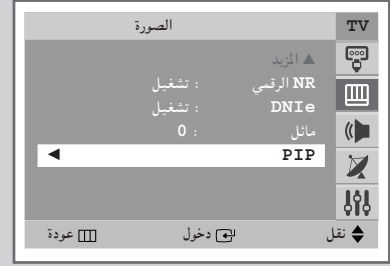 TV
الصورة
▲ المزيد
NR الرقمي : تشغيل
DNIe : تشغيل
مائل : 0
PIP ◄
نقل دخول عودة